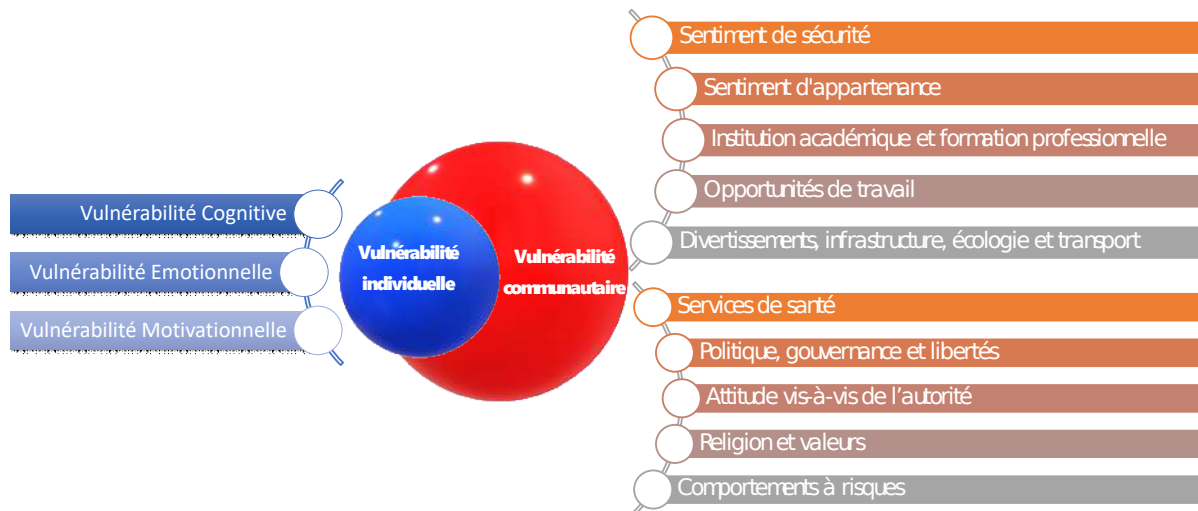 Vulnérabilité Cognitive
Vulnérabilité Emotionnelle
Vulnérabilité Motivationnelle
Vulnérabilité
individuelle
Vulnérabilité
communautaire
Sentiment de sécurité
Sentiment d'appartenance
Institution académique et formation professionnelle
Opportunités de travail
Divertissements, infrastructure, écologie et transport
Services de santé
Politique, gouvernance et libertés
Attitude vis-à-vis de l’autorité
Religion et valeurs
Comportements à risques